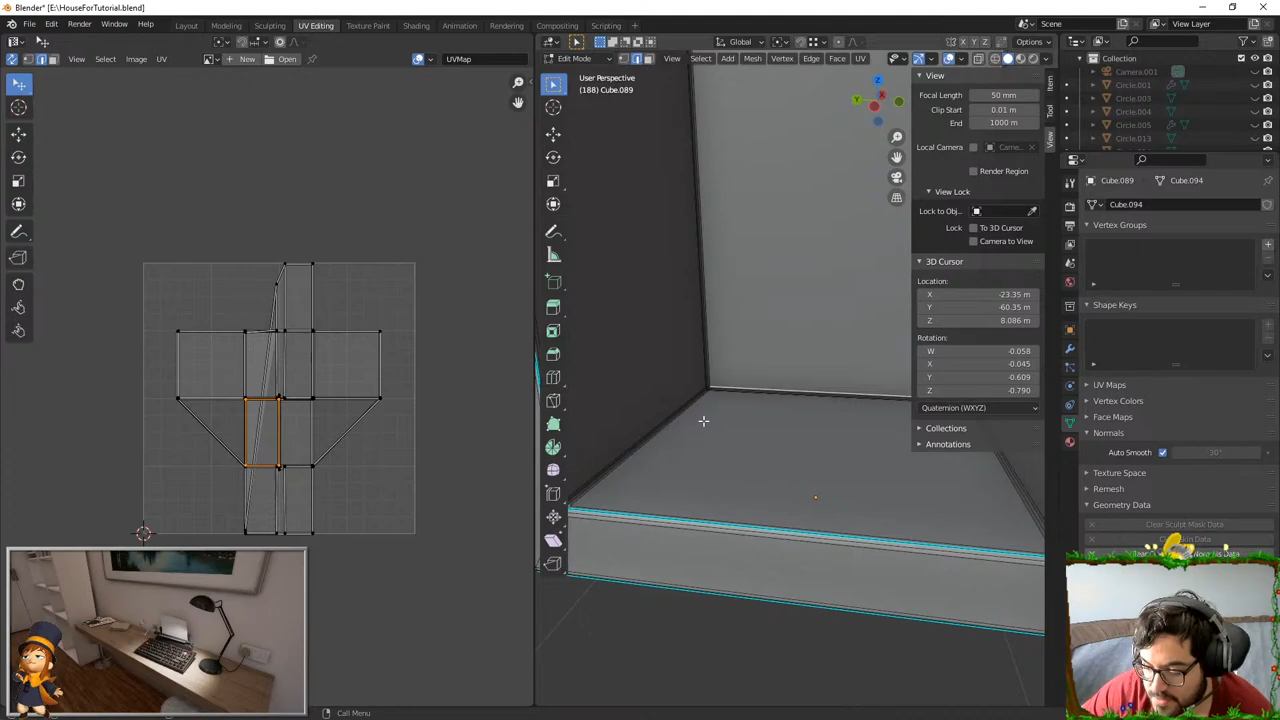 Blender* [E:\HouseForTutorial.blend]
File Edit Render Window Help Layout Modeling Sculpting UV Editing Texture Paint Shading Animation Rendering Compositing Scripting Scene View Layer
Global Options
View Select Image UV New Open UVMap Edit Mode View Select Add Mesh Vertex Edge Face UV
User Perspective
(188) Cube.089
View
Focal Length 50 mm
Clip Start 0.01 m
End 1000 m
Local Camera Came...
Render Region
View Lock
Lock to Obj...
Lock To 3D Cursor
Camera to View
3D Cursor
Location:
X -23.35 m
Y -60.35 m
Z 8.086 m
Rotation:
W -0.058
X -0.045
Y -0.609
Z -0.790
Quaternion (WXYZ)
Collections
Annotations
Item
Tool
View
Collection
Camera.001
Circle.001
Circle.003
Circle.004
Circle.005
Circle.013
Cube.089 Cube.094
Cube.094
Vertex Groups
Shape Keys
UV Maps
Vertex Colors
Face Maps
Normals
Auto Smooth 30°
Texture Space
Remesh
Geometry Data
Clear Sculpt Mask Data
Call Menu